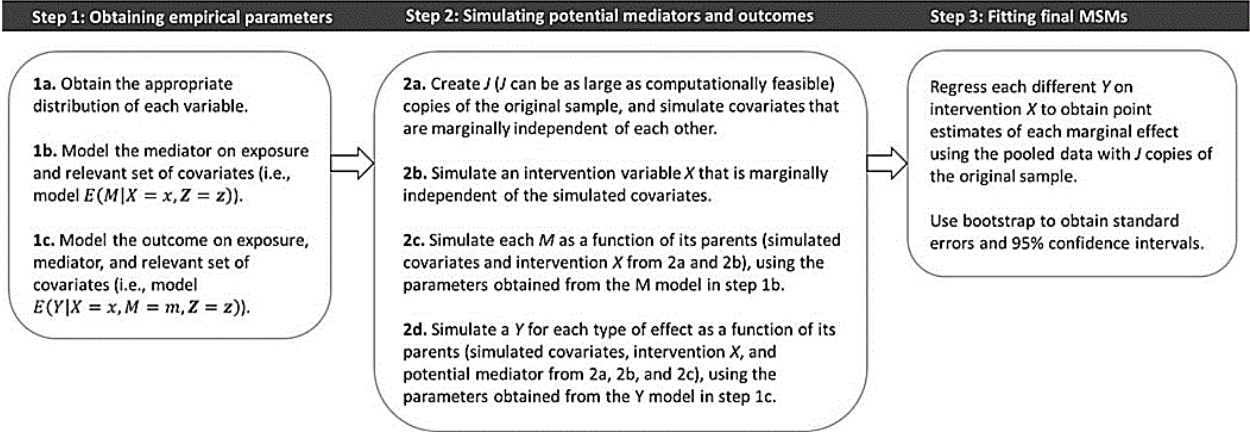 Step 1: Obtaining empirical parameters
Step 2: Simulating potential mediators and outcomes
Step 3: Fitting final MSMs
1a. Obtain the appropriate
distribution of each variable.
1b. Model the mediator on exposure
and relevant set of covariates (i.e.,
model E(M|X = x, Z = z)).
1c. Model the outcome on exposure,
mediator, and relevant set of
covariates (i.e., model
E(Y|X = x, M = m, Z = z)).
2a. Create J (J can be as large as computationally feasible)
copies of the original sample, and simulate covariates that
are marginally independent of each other.
2b. Simulate an intervention variable X that is marginally
independent of the simulated covariates.
2c. Simulate each M as a function of its parents (simulated
covariates and intervention X from 2a and 2b), using the
parameters obtained from the M model in step 1b.
2d. Simulate a Y for each type of effect as a function of its
parents (simulated covariates, intervention X, and
potential mediator from 2a, 2b, and 2c), using the
parameters obtained from the Y model in step 1c.
Regress each different Y on
intervention X to obtain point
estimates of each marginal effect
using the pooled data with J copies of
the original sample.
Use bootstrap to obtain standard
errors and 95% confidence intervals.